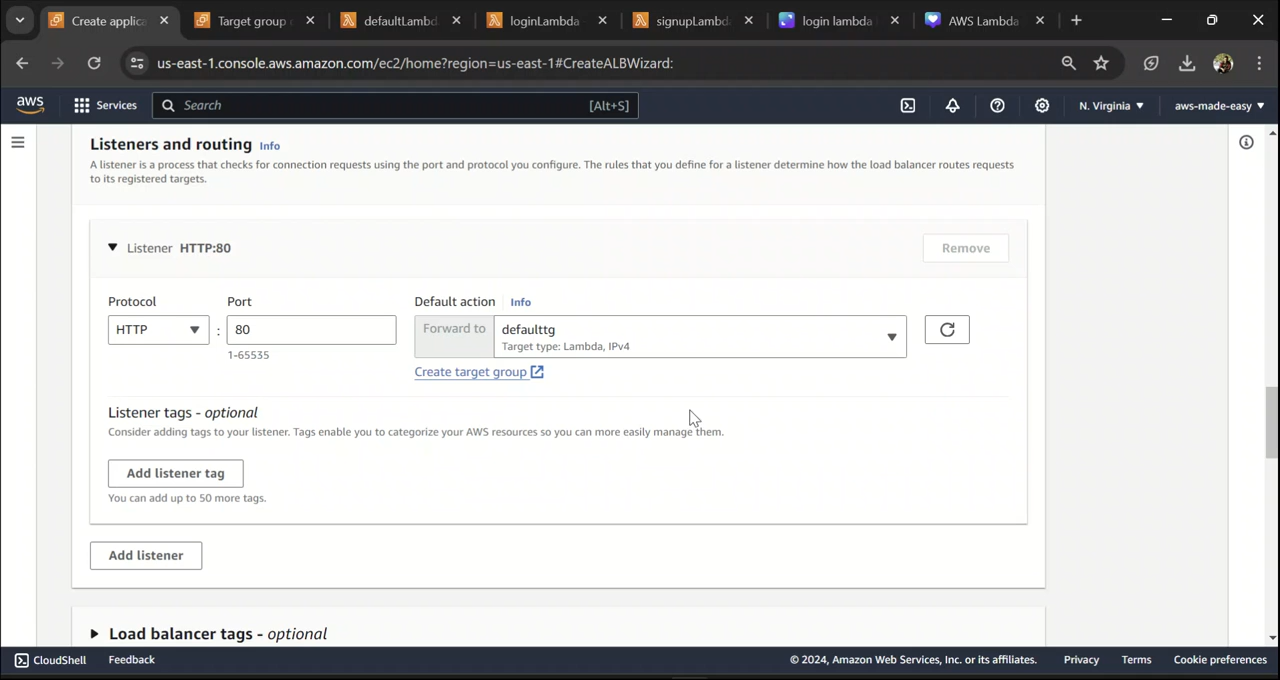 Create applica
Target group
defaultLambd
loginLambda
signupLambd
login lambda
AWS Lambda
us-east-1.console.aws.amazon.com/ec2/home?region=us-east-1#CreateALBWizard:
aws
Services
Search
[Alt+S]
N. Virginia
aws-made-easy
Listeners and routing Info
A listener is a process that checks for connection requests using the port and protocol you configure. The rules that you define for a listener determine how the load balancer routes requests
to its registered targets.
Listener HTTP:80
Remove
Protocol
Port
Default action
Info
HTTP
:
80
Forward to
defaulttg
Target type: Lambda, IPv4
1-65535
Create target group
Listener tags - optional
Consider adding tags to your listener. Tags enable you to categorize your AWS resources so you can more easily manage them.
Add listener tag
You can add up to 50 more tags.
Add listener
Load balancer tags - optional
CloudShell
Feedback
© 2024, Amazon Web Services, Inc. or its affiliates.
Privacy
Terms
Cookie preferences